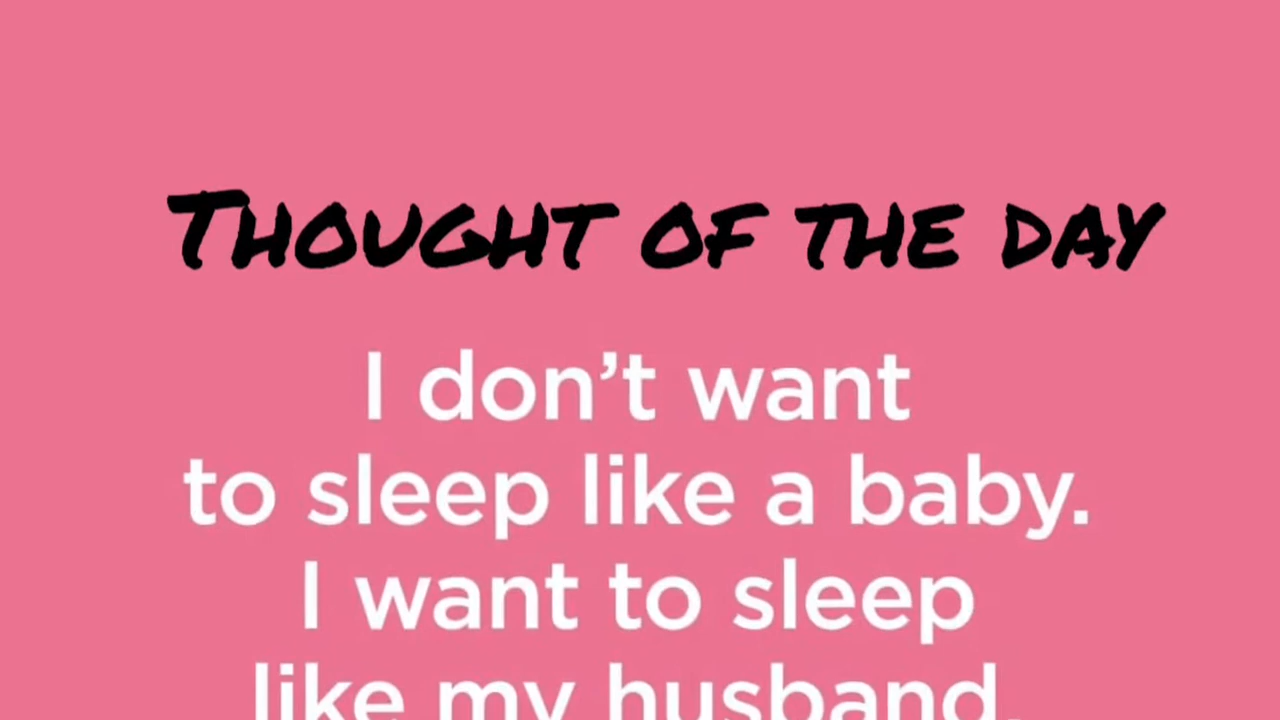 THOUGHT OF THE DAY
I don’t want
to sleep like a baby.
I want to sleep
like my husband.